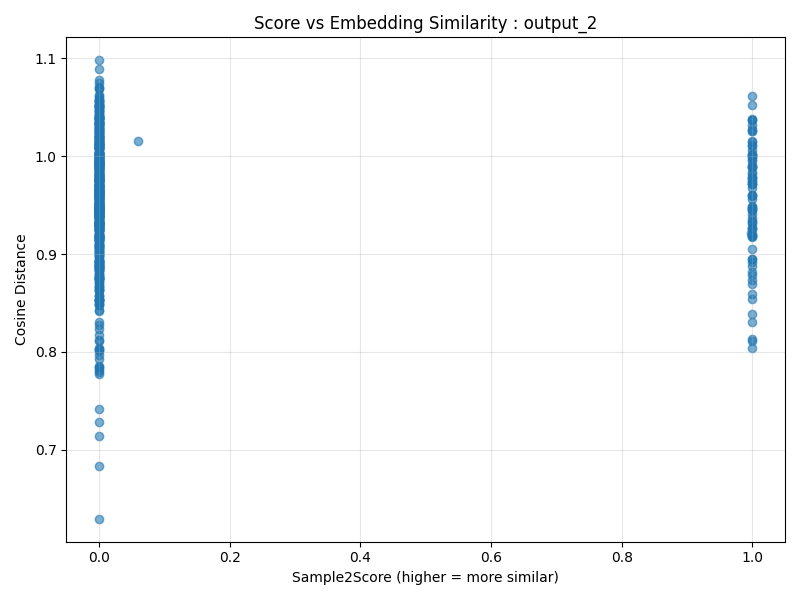 Score vs Embedding Similarity : output_2
1.1
1.0
0.9
0.8
0.7
Cosine Distance
0.0 0.2 0.4 0.6 0.8 1.0
Sample2Score (higher = more similar)